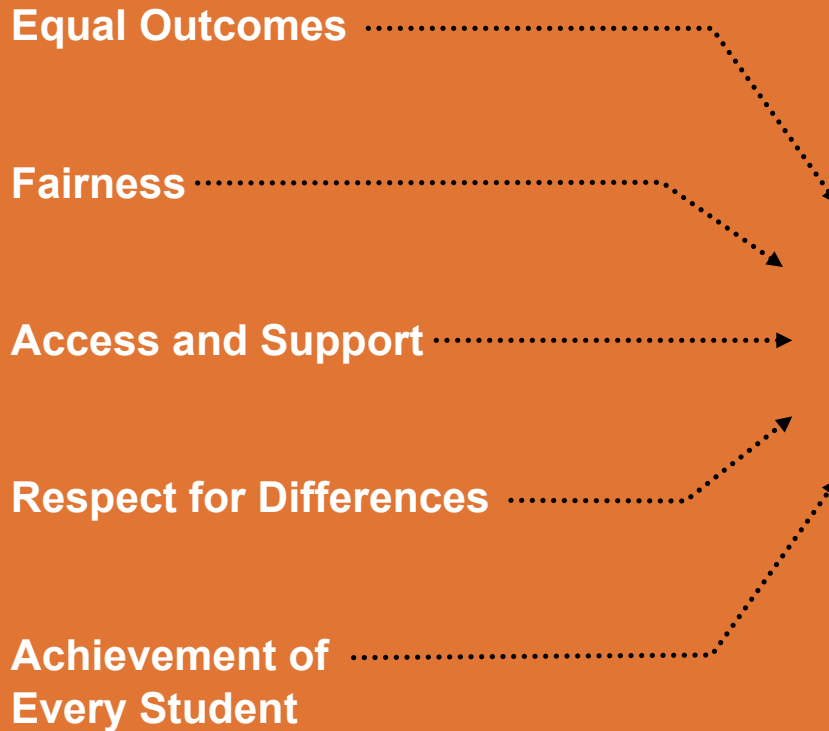 Equal Outcomes
Fairness
Access and Support
Respect for Differences
Achievement of
Every Student